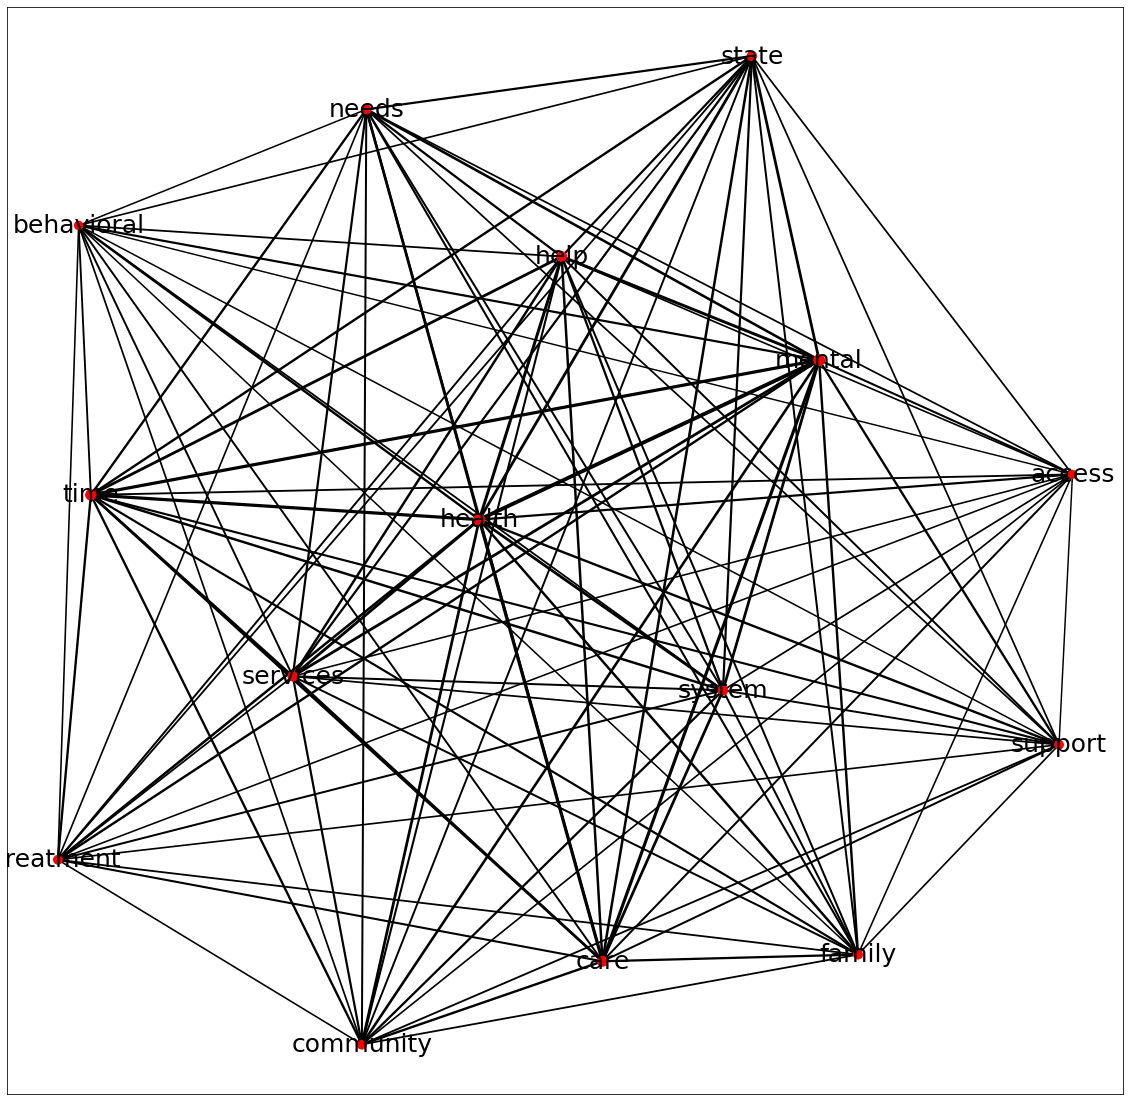 state
needs
behavioral
help
mental
access
time
health
services
system
support
reatment
family
care
community